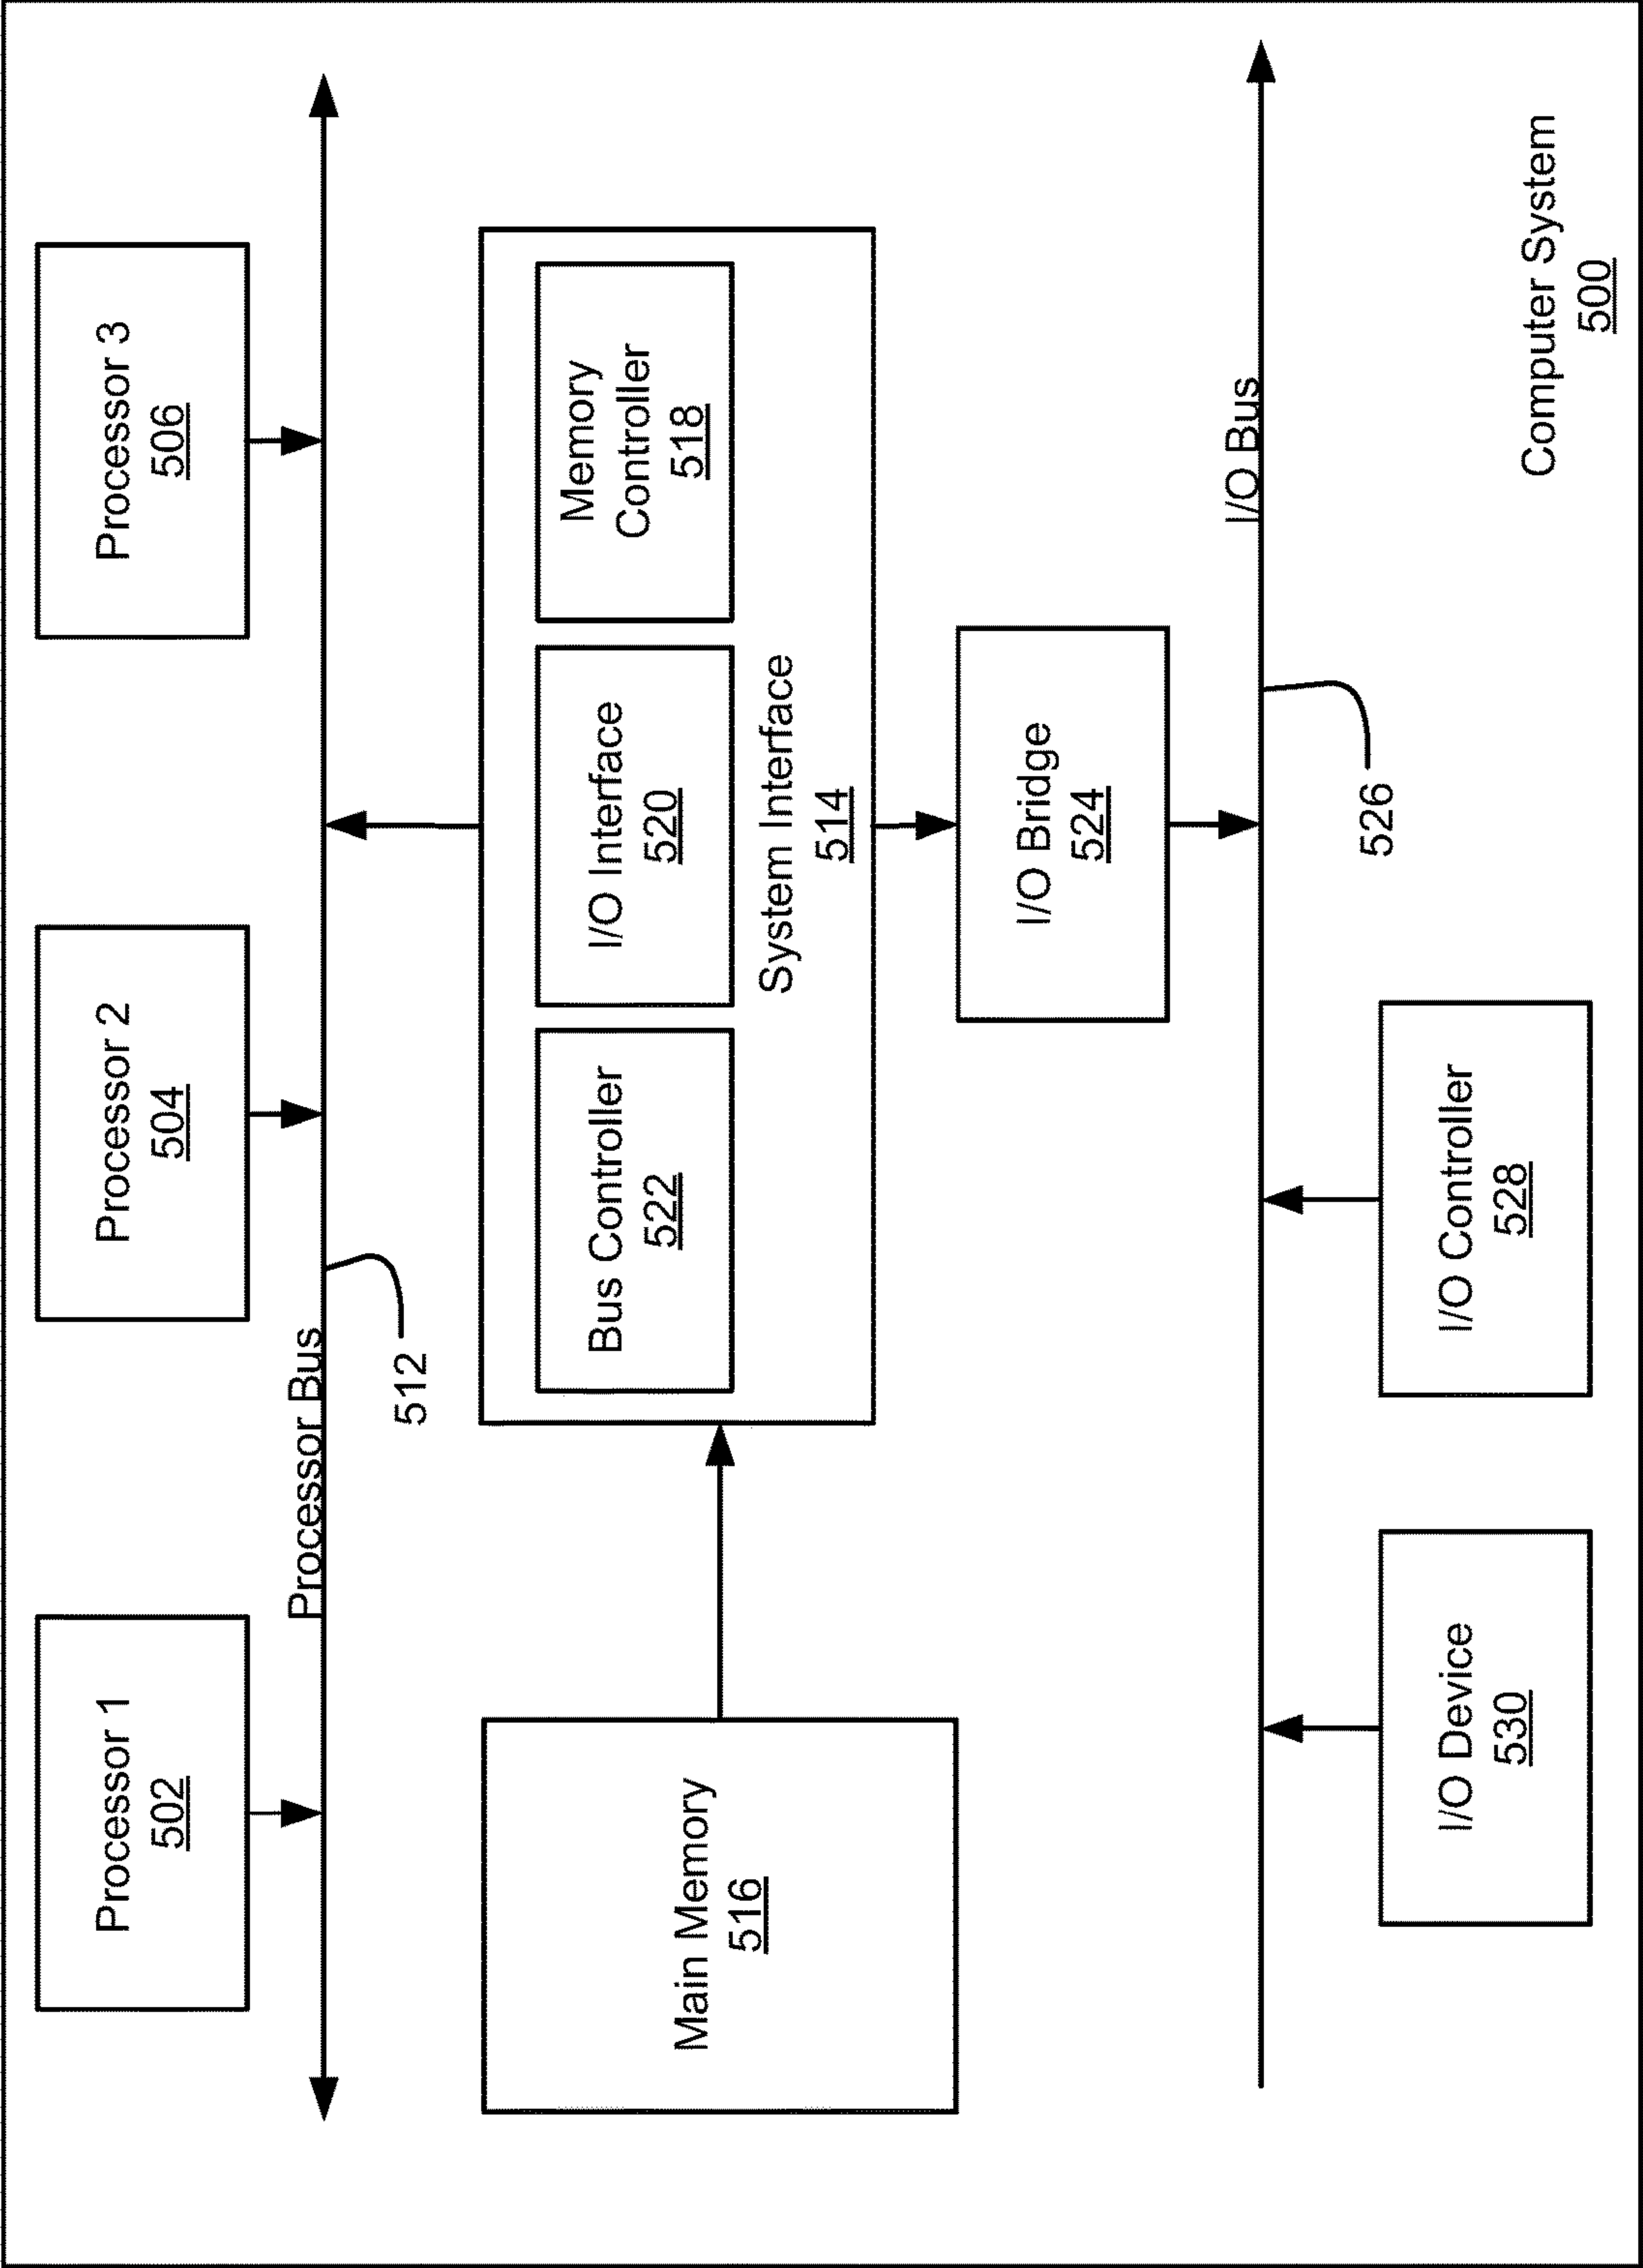 Processor 1
502
Processor 2
504
Processor 3
506
Processor Bus
512
Main Memory
516
Bus Controller
522
I/O Interface
520
Memory
Controller
518
System Interface
514
I/O Bridge
524
I/O Bus
526
I/O Device
530
I/O Controller
528
Computer System
500